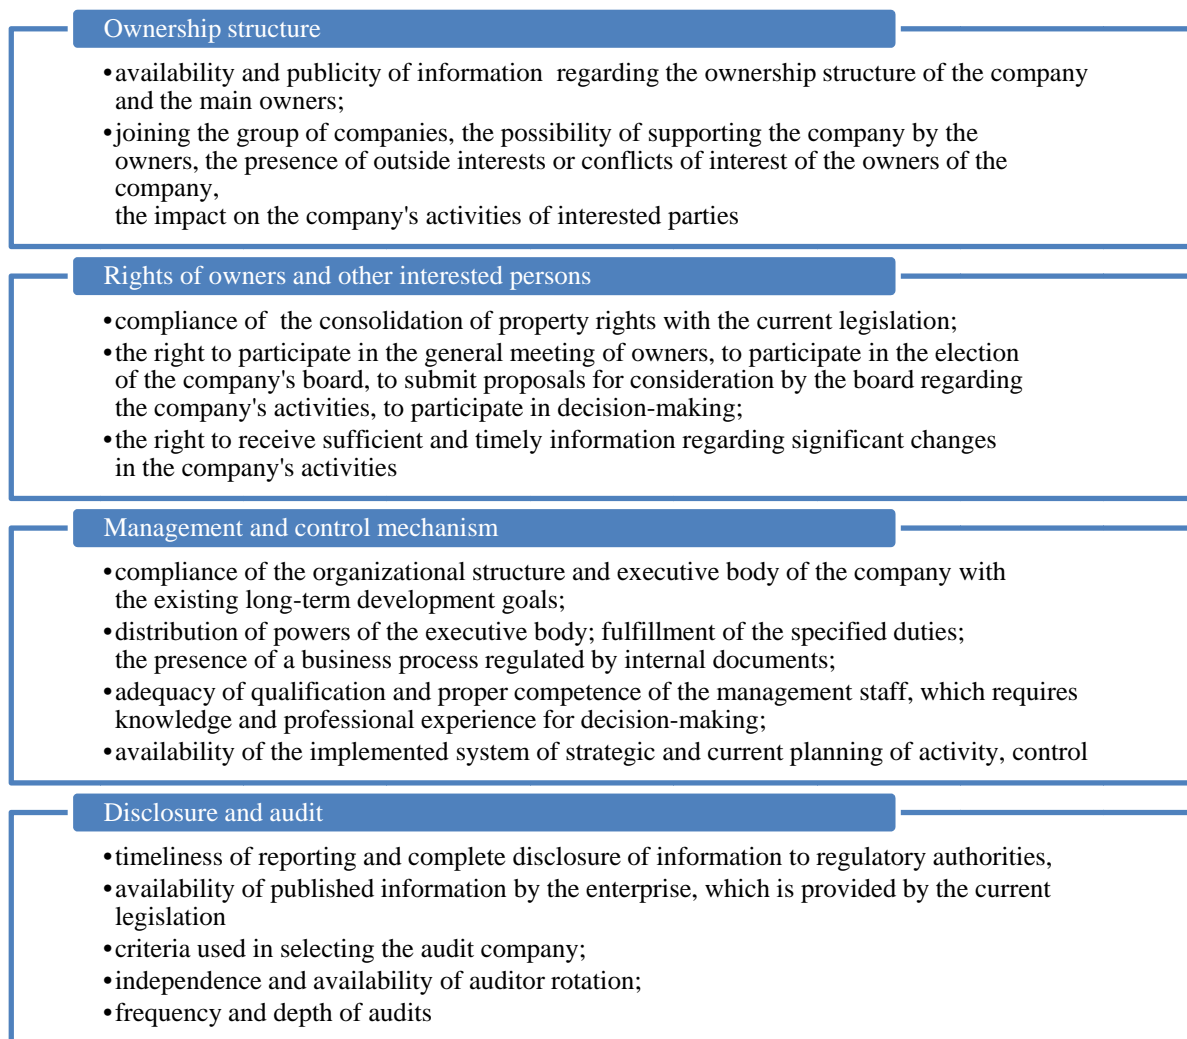 Ownership structure
•availability and publicity of information  regarding the ownership structure of the company
and the main owners;
•joining the group of companies, the possibility of supporting the company by the
owners, the presence of outside interests or conflicts of interest of the owners of the
company,
the impact on the company's activities of interested parties
Rights of owners and other interested persons
•compliance of  the consolidation of property rights with the current legislation;
•the right to participate in the general meeting of owners, to participate in the election
of the company's board, to submit proposals for consideration by the board regarding
the company's activities, to participate in decision-making;
•the right to receive sufficient and timely information regarding significant changes
in the company's activities
Management and control mechanism
•compliance of the organizational structure and executive body of the company with
the existing long-term development goals;
•distribution of powers of the executive body; fulfillment of the specified duties;
the presence of a business process regulated by internal documents;
•adequacy of qualification and proper competence of the management staff, which requires
knowledge and professional experience for decision-making;
•availability of the implemented system of strategic and current planning of activity, control
Disclosure and audit
•timeliness of reporting and complete disclosure of information to regulatory authorities,
•availability of published information by the enterprise, which is provided by the current
legislation
•criteria used in selecting the audit company;
•independence and availability of auditor rotation;
•frequency and depth of audits